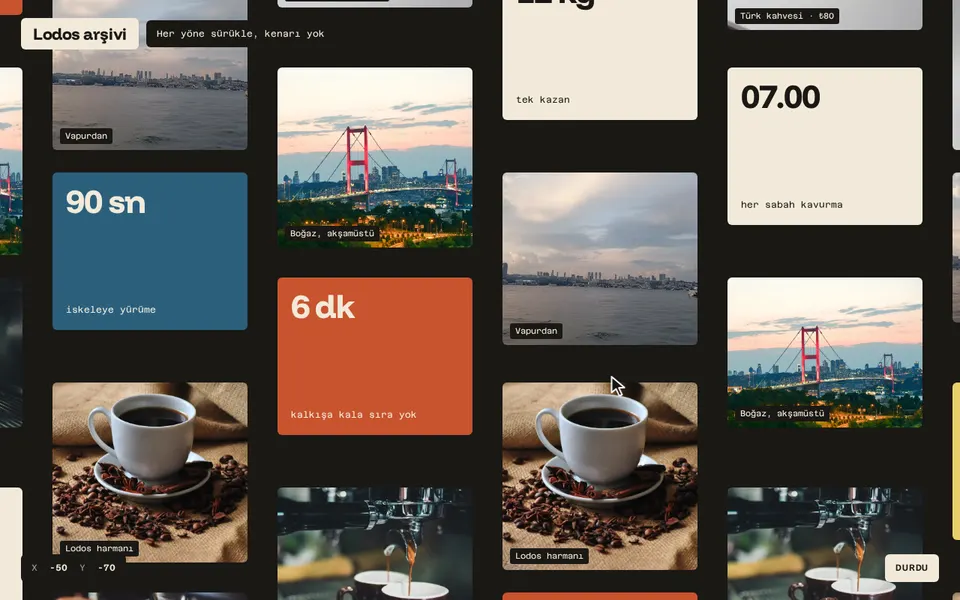 Lodos arşivi
Her yöne sürükle, kenarı yok
Türk kahvesi · ₺80
tek kazan
07.00
her sabah kavurma
Vapurdan
90 sn
iskeleye yürüme
Boğaz, akşamüstü
6 dk
kalkışa kala sıra yok
Vapurdan
Boğaz, akşamüstü
Lodos harmanı
Lodos harmanı
X -50 Y -70
DURDU